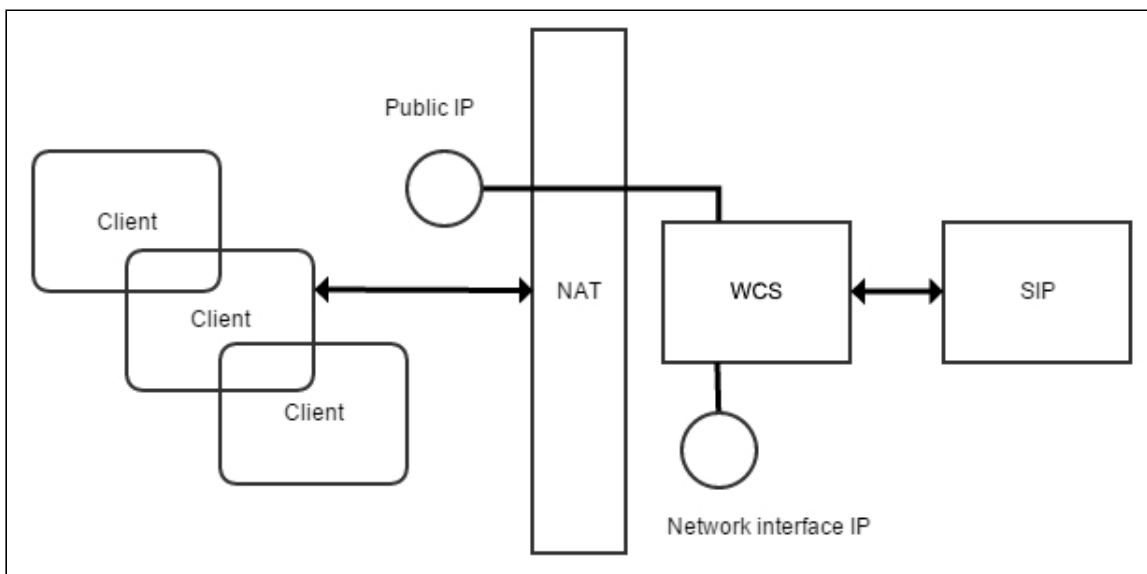 Public IP
Client
Client
Client
NAT
WCS
SIP
Network interface IP